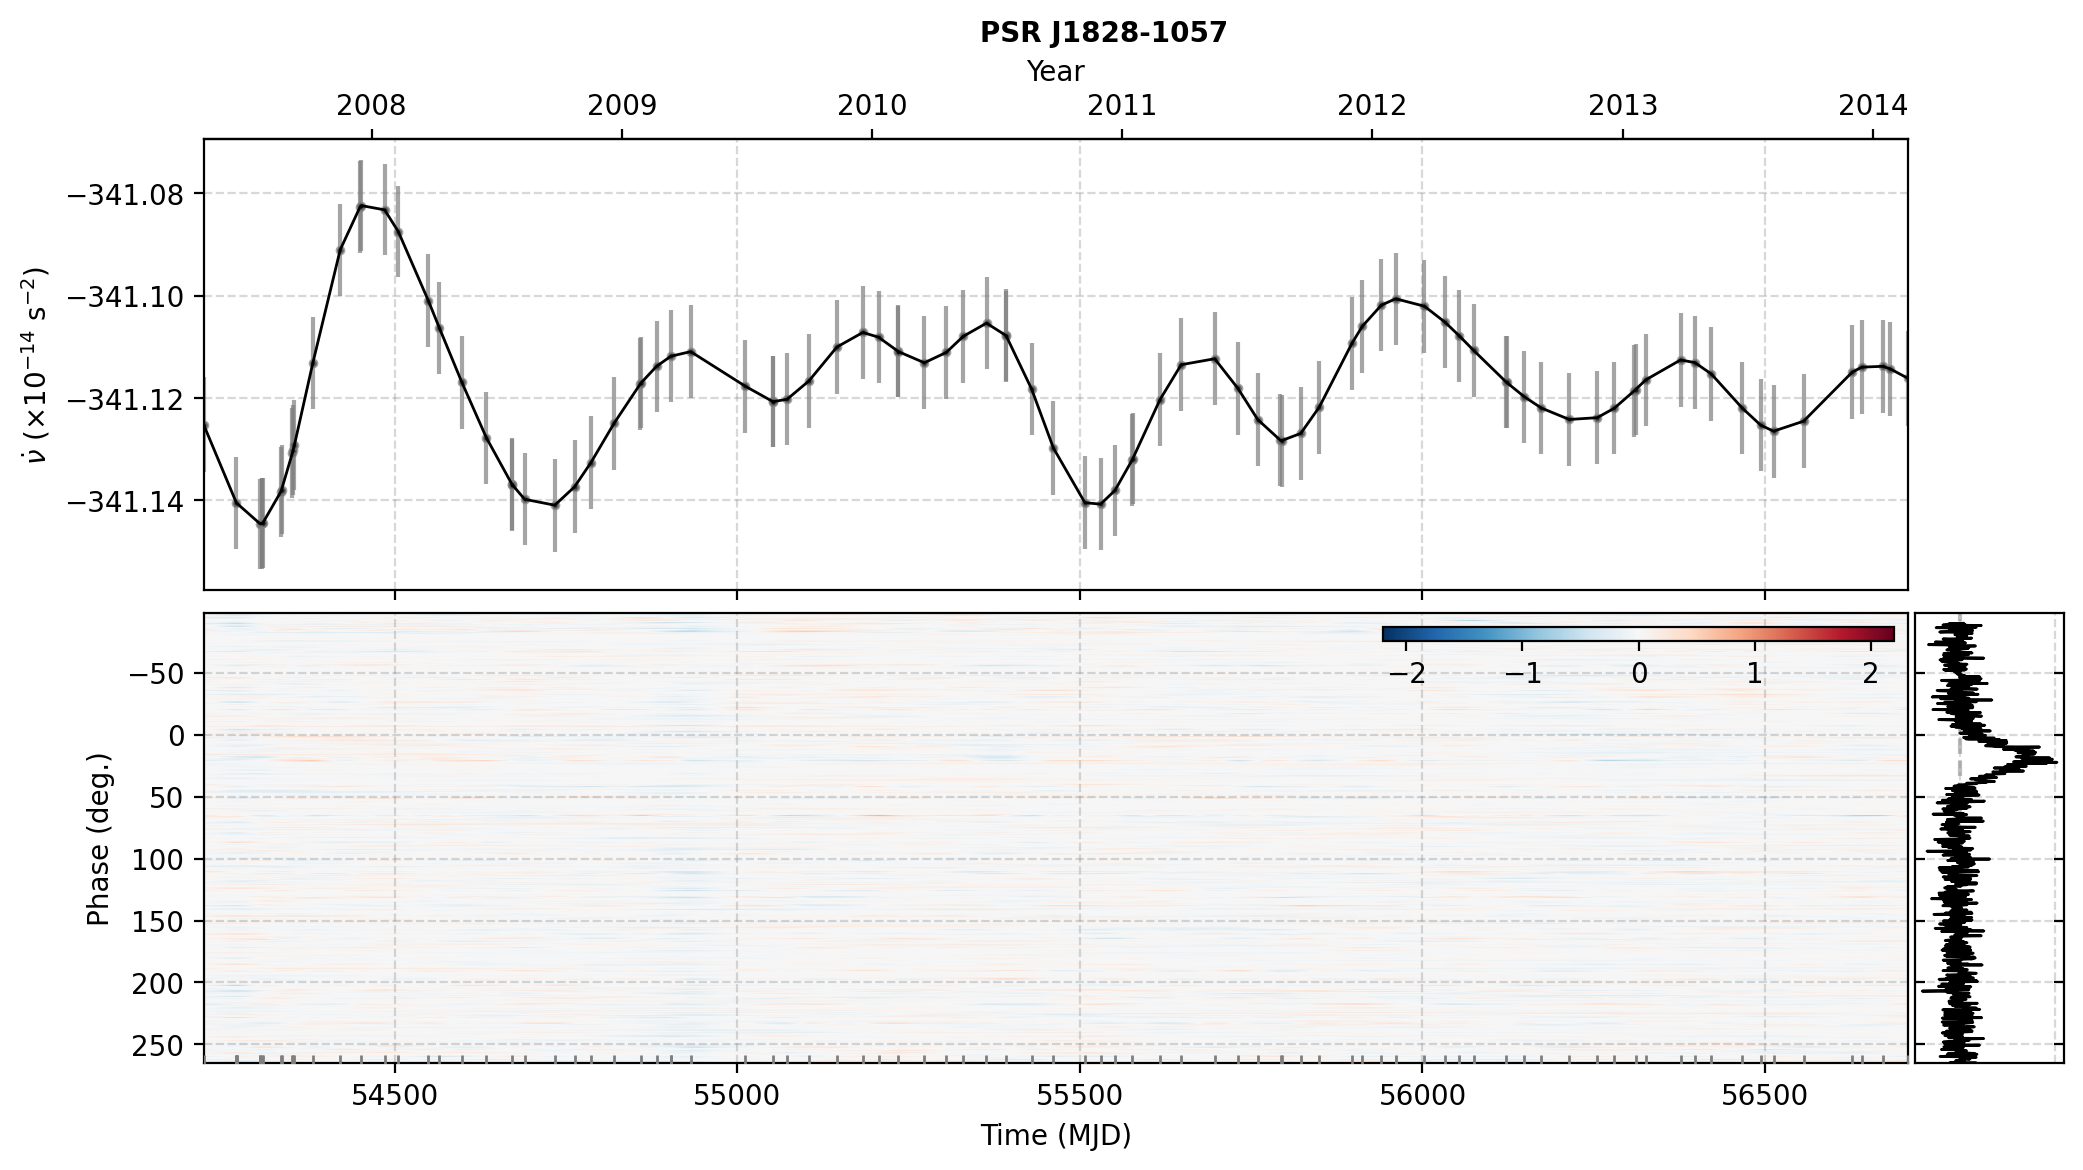 PSR J1828-1057
Year
2008 2009 2010 2011 2012 2013 2014
−341.08
−341.10
−341.12
−341.14
ν̇ (×10⁻¹⁴ s⁻²)
−2 −1 0 1 2
−50
0
50
100
150
200
250
Phase (deg.)
54500 55000 55500 56000 56500
Time (MJD)